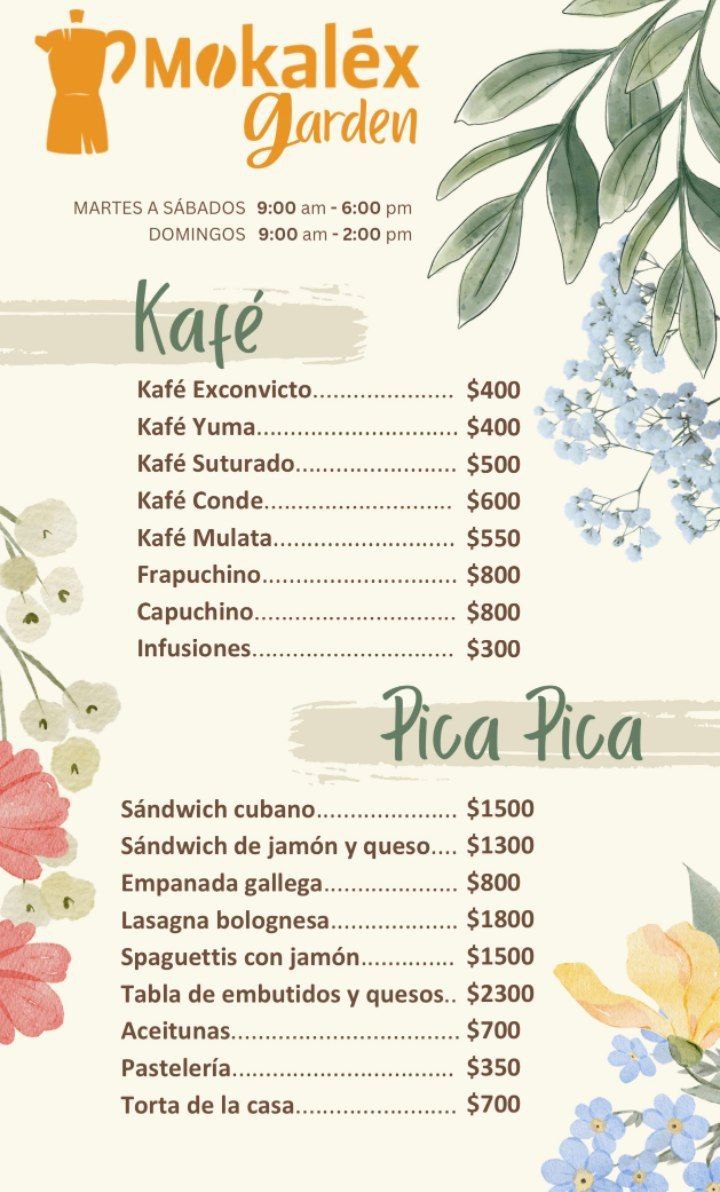 Mokaléx
garden
MARTES A SÁBADOS 9:00 am - 6:00 pm
DOMINGOS 9:00 am - 2:00 pm
Kafé
Kafé Exconvicto..................... $400
Kafé Yuma.............................. $400
Kafé Suturado........................ $500
Kafé Conde............................ $600
Kafé Mulata........................... $550
Frapuchino............................. $800
Capuchino.............................. $800
Infusiones.............................. $300
Pica Pica
Sándwich cubano..................... $1500
Sándwich de jamón y queso.... $1300
Empanada gallega.................... $800
Lasagna bolognesa................... $1800
Spaguettis con jamón.............. $1500
Tabla de embutidos y quesos.. $2300
Aceitunas.................................. $700
Pastelería................................. $350
Torta de la casa........................ $700